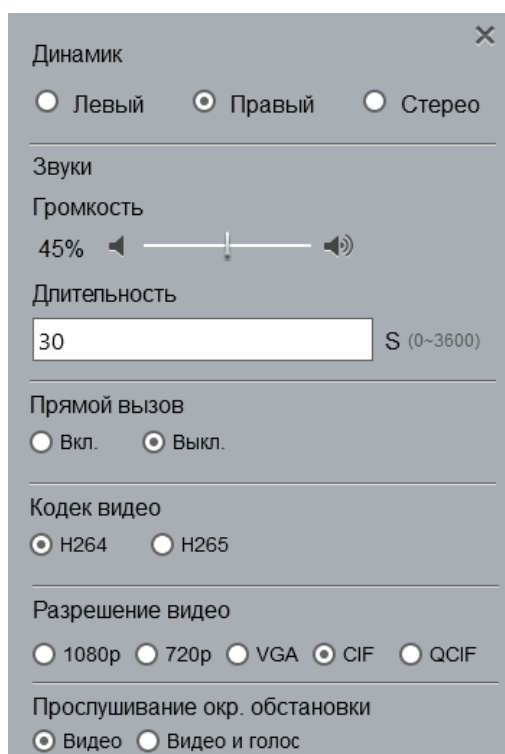 Динамик
Левый Правый Стерео
Звуки
Громкость
45%
Длительность
30 S (0~3600)
Прямой вызов
Вкл. Выкл.
Кодек видео
H264 H265
Разрешение видео
1080p 720p VGA CIF QCIF
Прослушивание окр. обстановки
Видео Видео и голос